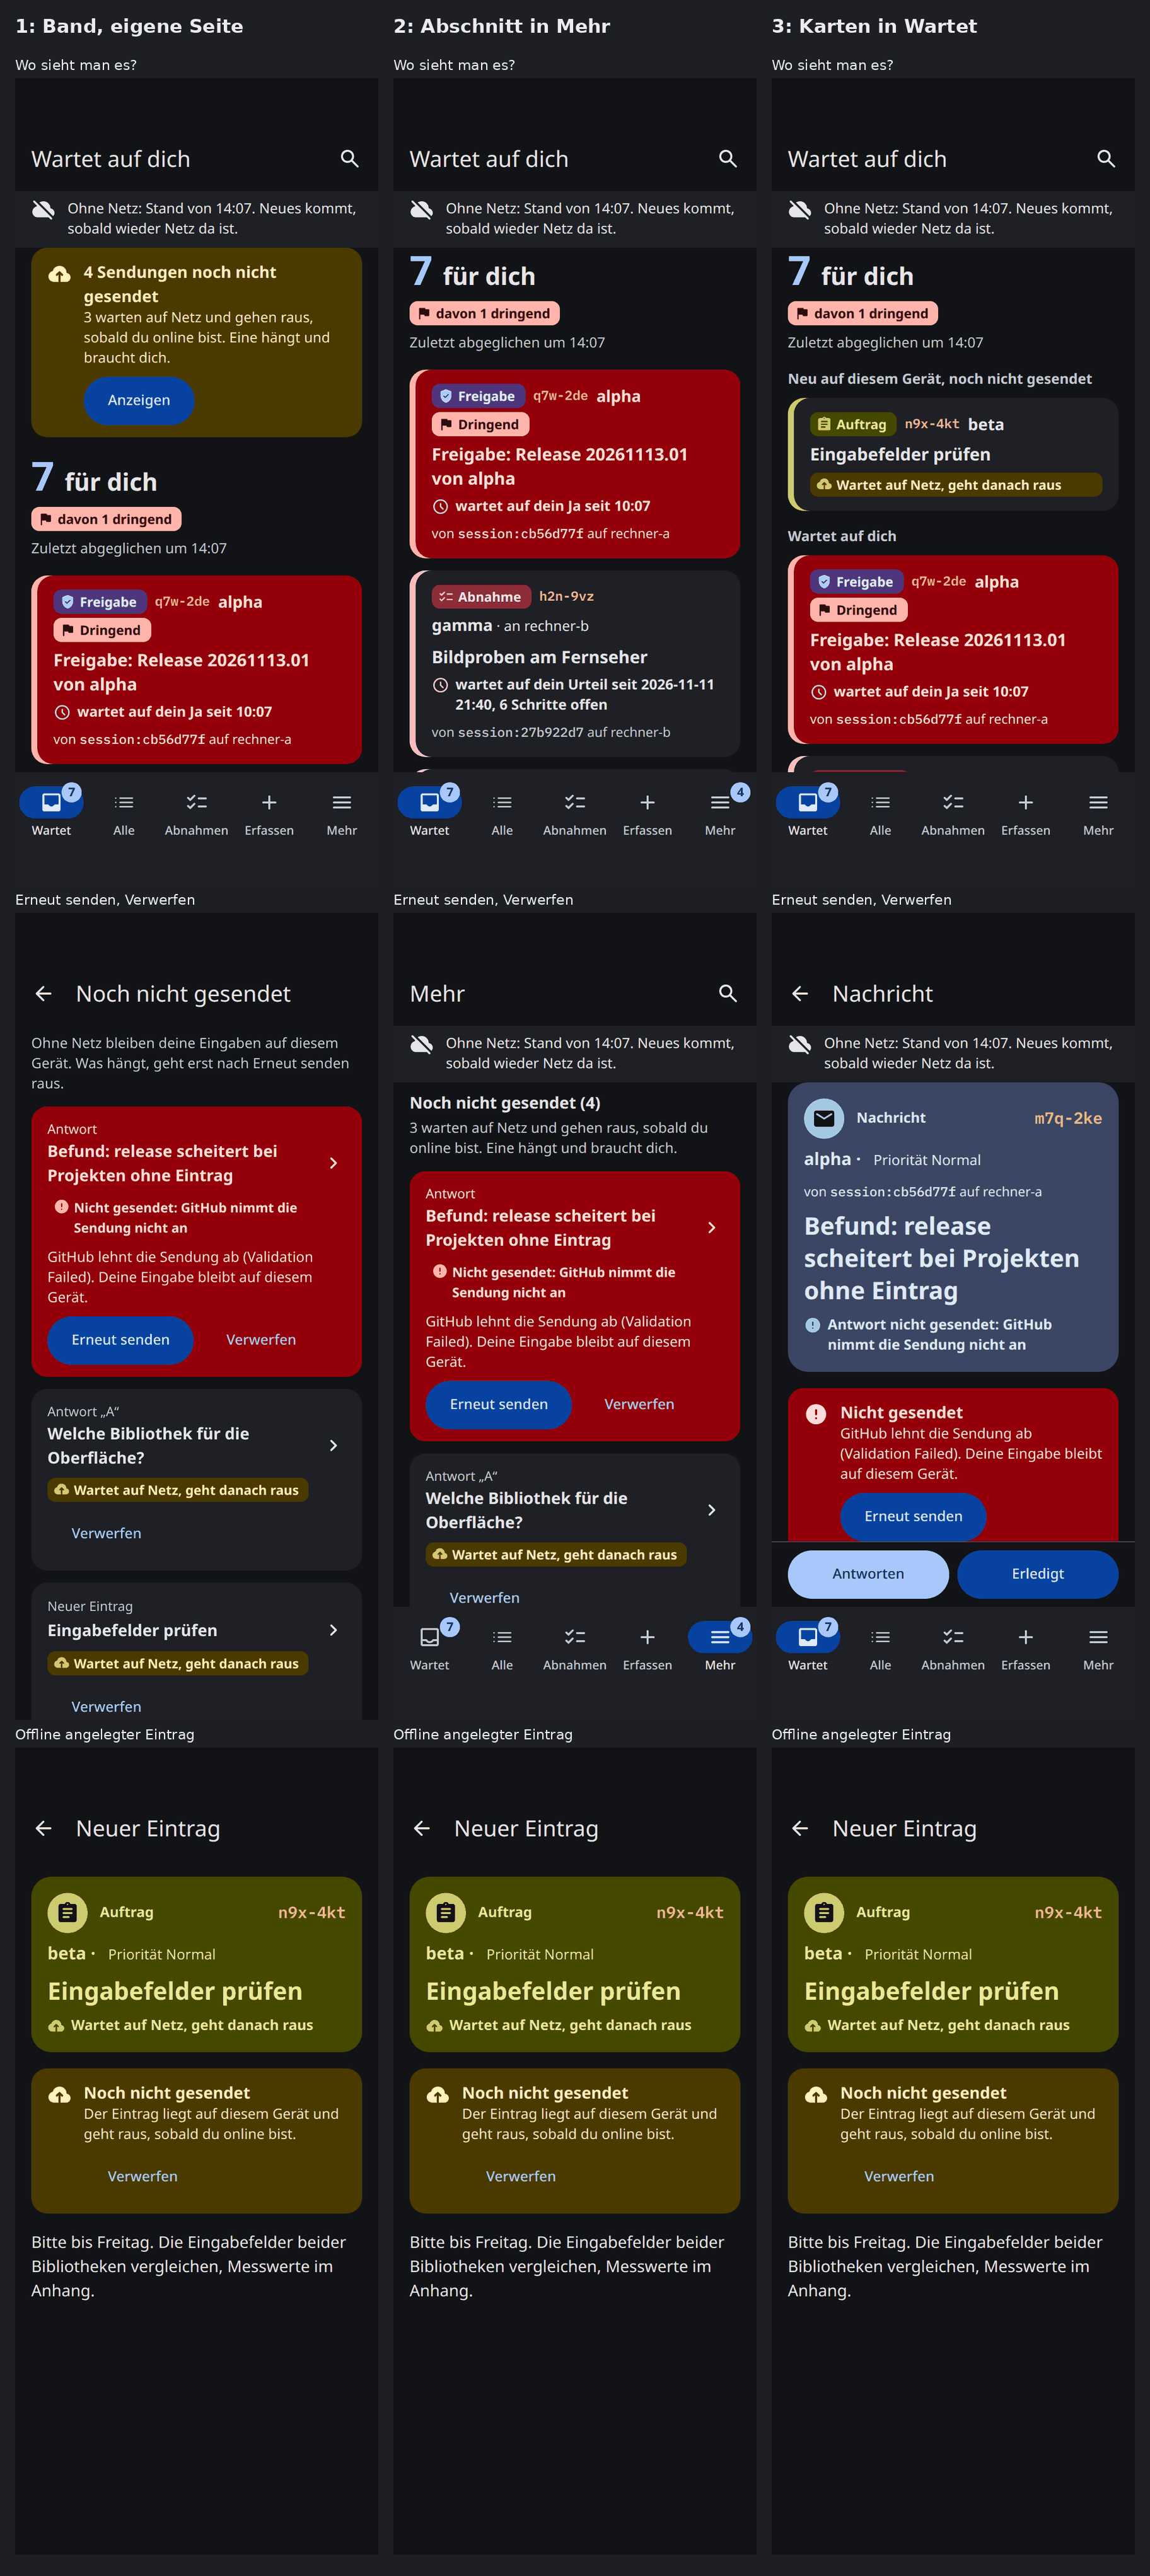 1: Band, eigene Seite
Wo sieht man es?
Wartet auf dich
Ohne Netz: Stand von 14:07. Neues kommt,
sobald wieder Netz da ist.
4 Sendungen noch nicht
gesendet
3 warten auf Netz und gehen raus,
sobald du online bist. Eine hängt und
braucht dich.
Anzeigen
7 für dich
davon 1 dringend
Zuletzt abgeglichen um 14:07
Freigabe q7w-2de alpha
Dringend
Freigabe: Release 20261113.01
von alpha
wartet auf dein Ja seit 10:07
von session:cb56d77f auf rechner-a
7
Wartet Alle Abnahmen Erfassen Mehr
Erneut senden, Verwerfen
Noch nicht gesendet
Ohne Netz bleiben deine Eingaben auf diesem
Gerät. Was hängt, geht erst nach Erneut senden
raus.
Antwort
Befund: release scheitert bei
Projekten ohne Eintrag
Nicht gesendet: GitHub nimmt die
Sendung nicht an
GitHub lehnt die Sendung ab (Validation
Failed). Deine Eingabe bleibt auf diesem
Gerät.
Erneut senden Verwerfen
Antwort „A“
Welche Bibliothek für die
Oberfläche?
Wartet auf Netz, geht danach raus
Verwerfen
Neuer Eintrag
Eingabefelder prüfen
Wartet auf Netz, geht danach raus
Verwerfen
Offline angelegter Eintrag
Neuer Eintrag
Auftrag n9x-4kt
beta · Priorität Normal
Eingabefelder prüfen
Wartet auf Netz, geht danach raus
Noch nicht gesendet
Der Eintrag liegt auf diesem Gerät und
geht raus, sobald du online bist.
Verwerfen
Bitte bis Freitag. Die Eingabefelder beider
Bibliotheken vergleichen, Messwerte im
Anhang.
2: Abschnitt in Mehr
Wo sieht man es?
Wartet auf dich
Ohne Netz: Stand von 14:07. Neues kommt,
sobald wieder Netz da ist.
7 für dich
davon 1 dringend
Zuletzt abgeglichen um 14:07
Freigabe q7w-2de alpha
Dringend
Freigabe: Release 20261113.01
von alpha
wartet auf dein Ja seit 10:07
von session:cb56d77f auf rechner-a
Abnahme h2n-9vz
gamma · an rechner-b
Bildproben am Fernseher
wartet auf dein Urteil seit 2026-11-11
21:40, 6 Schritte offen
von session:27b922d7 auf rechner-b
7 4
Wartet Alle Abnahmen Erfassen Mehr
Erneut senden, Verwerfen
Mehr
Ohne Netz: Stand von 14:07. Neues kommt,
sobald wieder Netz da ist.
Noch nicht gesendet (4)
3 warten auf Netz und gehen raus, sobald du
online bist. Eine hängt und braucht dich.
Antwort
Befund: release scheitert bei
Projekten ohne Eintrag
Nicht gesendet: GitHub nimmt die
Sendung nicht an
GitHub lehnt die Sendung ab (Validation
Failed). Deine Eingabe bleibt auf diesem
Gerät.
Erneut senden Verwerfen
Antwort „A“
Welche Bibliothek für die
Oberfläche?
Wartet auf Netz, geht danach raus
Verwerfen
7 4
Wartet Alle Abnahmen Erfassen Mehr
Offline angelegter Eintrag
Neuer Eintrag
Auftrag n9x-4kt
beta · Priorität Normal
Eingabefelder prüfen
Wartet auf Netz, geht danach raus
Noch nicht gesendet
Der Eintrag liegt auf diesem Gerät und
geht raus, sobald du online bist.
Verwerfen
Bitte bis Freitag. Die Eingabefelder beider
Bibliotheken vergleichen, Messwerte im
Anhang.
3: Karten in Wartet
Wo sieht man es?
Wartet auf dich
Ohne Netz: Stand von 14:07. Neues kommt,
sobald wieder Netz da ist.
7 für dich
davon 1 dringend
Zuletzt abgeglichen um 14:07
Neu auf diesem Gerät, noch nicht gesendet
Auftrag n9x-4kt beta
Eingabefelder prüfen
Wartet auf Netz, geht danach raus
Wartet auf dich
Freigabe q7w-2de alpha
Dringend
Freigabe: Release 20261113.01
von alpha
wartet auf dein Ja seit 10:07
von session:cb56d77f auf rechner-a
7
Wartet Alle Abnahmen Erfassen Mehr
Erneut senden, Verwerfen
Nachricht
Ohne Netz: Stand von 14:07. Neues kommt,
sobald wieder Netz da ist.
Nachricht m7q-2ke
alpha · Priorität Normal
von session:cb56d77f auf rechner-a
Befund: release
scheitert bei Projekten
ohne Eintrag
Antwort nicht gesendet: GitHub
nimmt die Sendung nicht an
Nicht gesendet
GitHub lehnt die Sendung ab
(Validation Failed). Deine Eingabe bleibt
auf diesem Gerät.
Erneut senden
Antworten Erledigt
7
Wartet Alle Abnahmen Erfassen Mehr
Offline angelegter Eintrag
Neuer Eintrag
Auftrag n9x-4kt
beta · Priorität Normal
Eingabefelder prüfen
Wartet auf Netz, geht danach raus
Noch nicht gesendet
Der Eintrag liegt auf diesem Gerät und
geht raus, sobald du online bist.
Verwerfen
Bitte bis Freitag. Die Eingabefelder beider
Bibliotheken vergleichen, Messwerte im
Anhang.